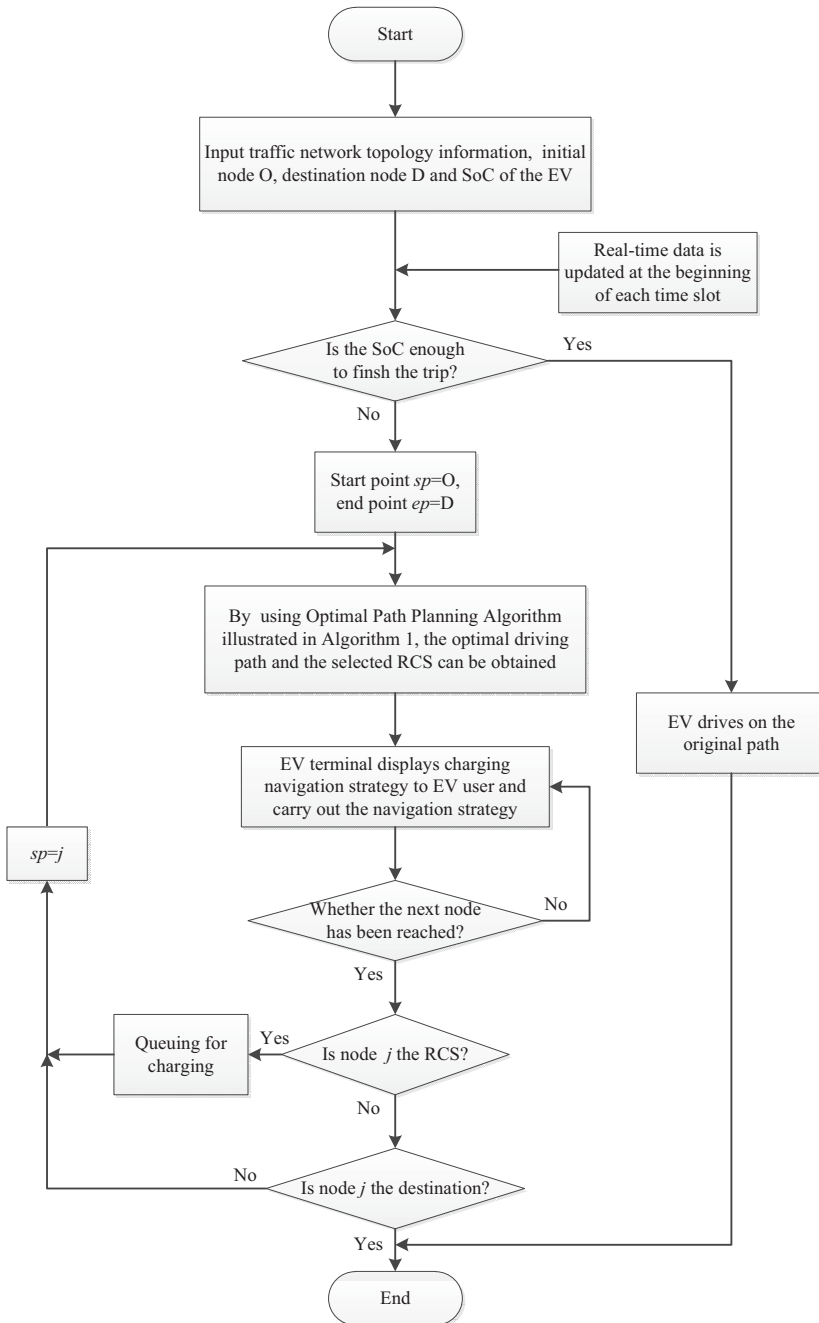 Start
Input traffic network topology information, initial
node O, destination node D and SoC of the EV
Real-time data is
updated at the beginning
of each time slot
Is the SoC enough
to finsh the trip?
Yes
No
Start point sp=O,
end point ep=D
By using Optimal Path Planning Algorithm
illustrated in Algorithm 1, the optimal driving
path and the selected RCS can be obtained
EV drives on the
original path
EV terminal displays charging
navigation strategy to EV user and
carry out the navigation strategy
sp=j
Whether the next node
has been reached?
No
Yes
Queuing for
charging
Yes
Is node j the RCS?
No
No
Is node j the destination?
Yes
End